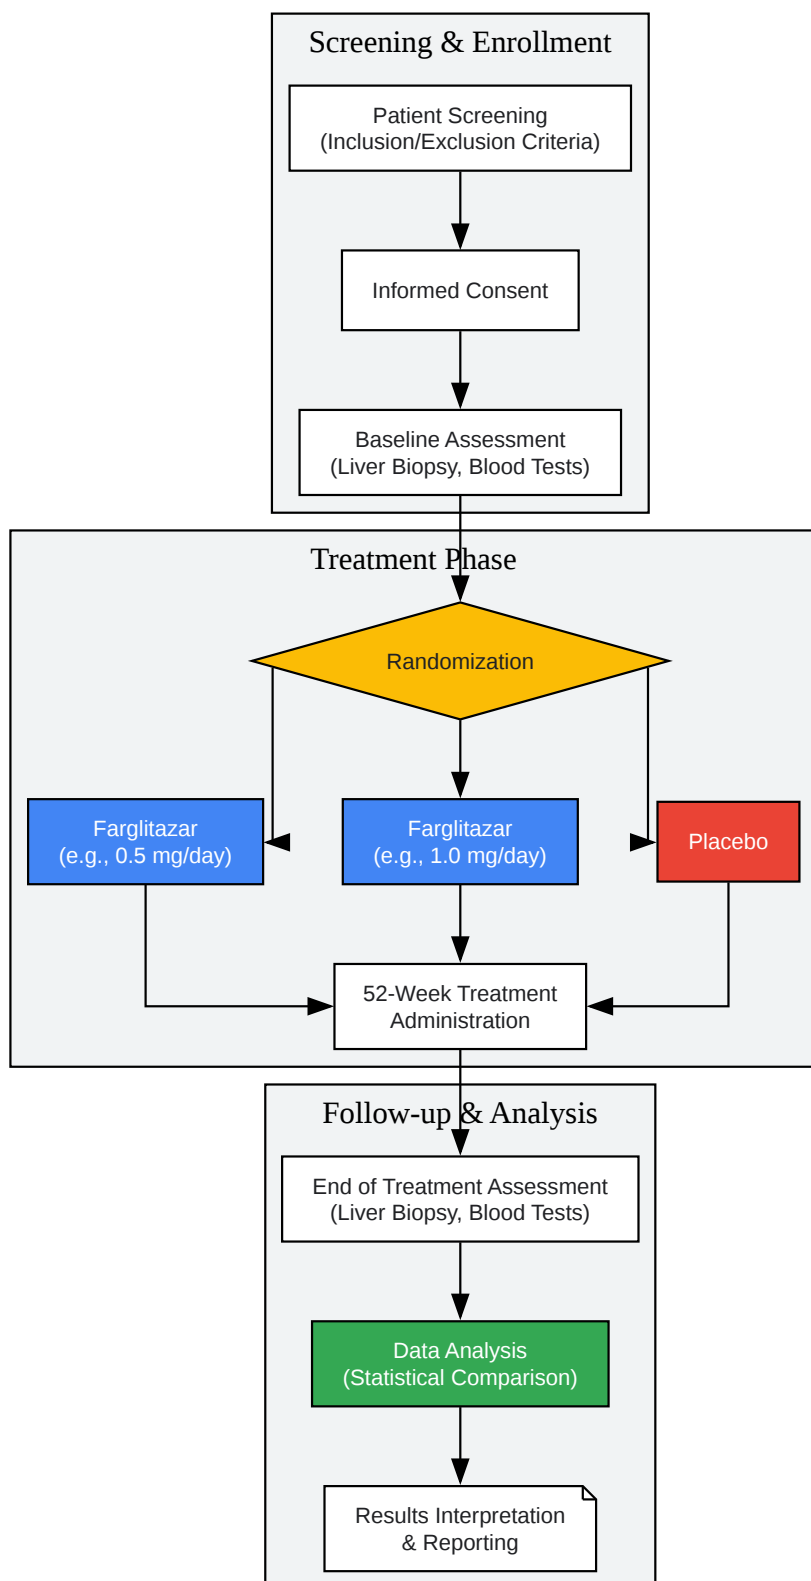 Screening & Enrollment
Patient Screening
(Inclusion/Exclusion Criteria)
Informed Consent
Baseline Assessment
(Liver Biopsy, Blood Tests)
Treatment Phase
Randomization
Farglitazar
(e.g., 0.5 mg/day)
Farglitazar
(e.g., 1.0 mg/day)
Placebo
52-Week Treatment
Administration
Follow-up & Analysis
End of Treatment Assessment
(Liver Biopsy, Blood Tests)
Data Analysis
(Statistical Comparison)
Results Interpretation
& Reporting